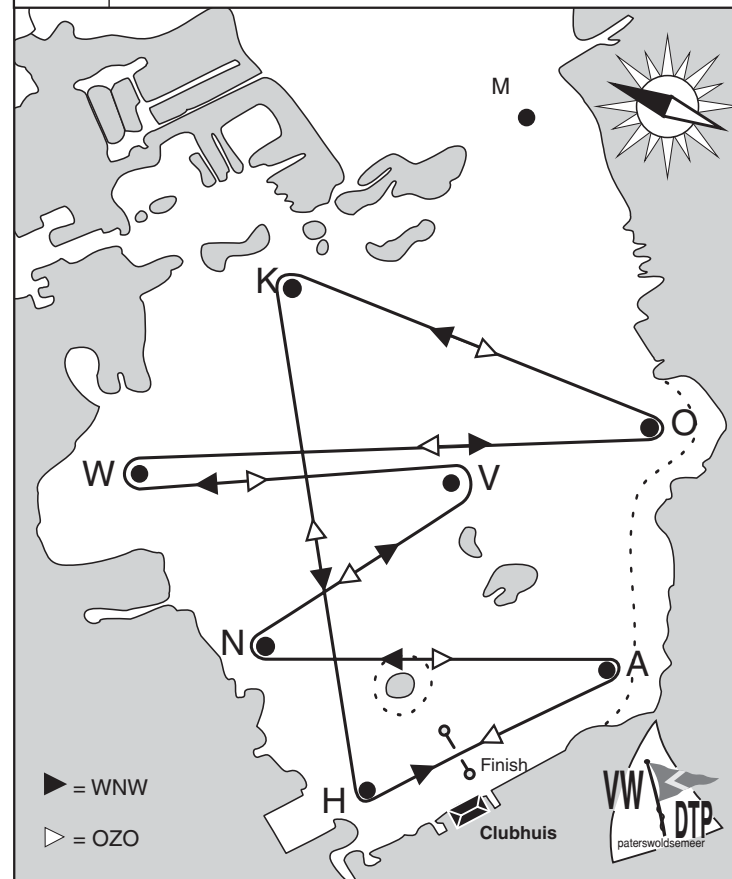 M
K
O
W
V
N
A
Finish
H
= WNW
Clubhuis
= OZO
VW
DTP
paterswoldsemeer